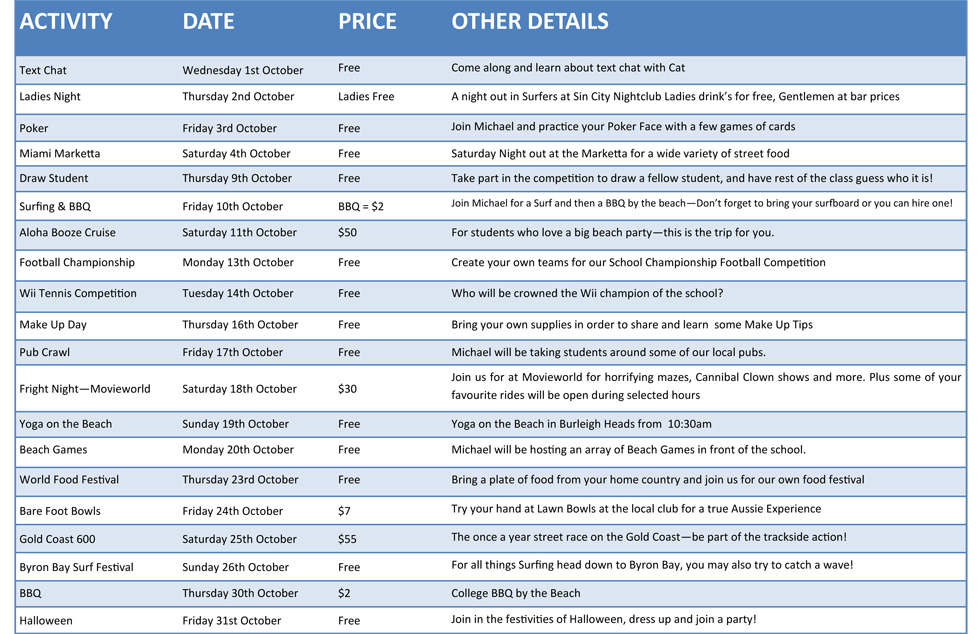 ACTIVITY DATE PRICE OTHER DETAILS
Text Chat Wednesday 1st October Free Come along and learn about text chat with Cat
Ladies Night Thursday 2nd October Ladies Free A night out in Surfers at Sin City Nightclub Ladies drink's for free, Gentlemen at bar prices
Poker Friday 3rd October Free Join Michael and practice your Poker Face with a few games of cards
Miami Marketta Saturday 4th October Free Saturday Night out at the Marketta for a wide variety of street food
Draw Student Thursday 9th October Free Take part in the competition to draw a fellow student, and have rest of the class guess who it is!
Surfing & BBQ Friday 10th October BBQ = $2 Join Michael for a Surf and then a BBQ by the beach—Don't forget to bring your surfboard or you can hire one!
Aloha Booze Cruise Saturday 11th October $50 For students who love a big beach party—this is the trip for you.
Football Championship Monday 13th October Free Create your own teams for our School Championship Football Competition
Wii Tennis Competition Tuesday 14th October Free Who will be crowned the Wii champion of the school?
Make Up Day Thursday 16th October Free Bring your own supplies in order to share and learn  some Make Up Tips
Pub Crawl Friday 17th October Free Michael will be taking students around some of our local pubs.
Fright Night—Movieworld Saturday 18th October $30 Join us for at Movieworld for horrifying mazes, Cannibal Clown shows and more. Plus some of your
favourite rides will be open during selected hours
Yoga on the Beach Sunday 19th October Free Yoga on the Beach in Burleigh Heads from  10:30am
Beach Games Monday 20th October Free Michael will be hosting an array of Beach Games in front of the school.
World Food Festival Thursday 23rd October Free Bring a plate of food from your home country and join us for our own food festival
Bare Foot Bowls Friday 24th October $7 Try your hand at Lawn Bowls at the local club for a true Aussie Experience
Gold Coast 600 Saturday 25th October $55 The once a year street race on the Gold Coast—be part of the trackside action!
Byron Bay Surf Festival Sunday 26th October Free For all things Surfing head down to Byron Bay, you may also try to catch a wave!
BBQ Thursday 30th October $2 College BBQ by the Beach
Halloween Friday 31st October Free Join in the festivities of Halloween, dress up and join a party!